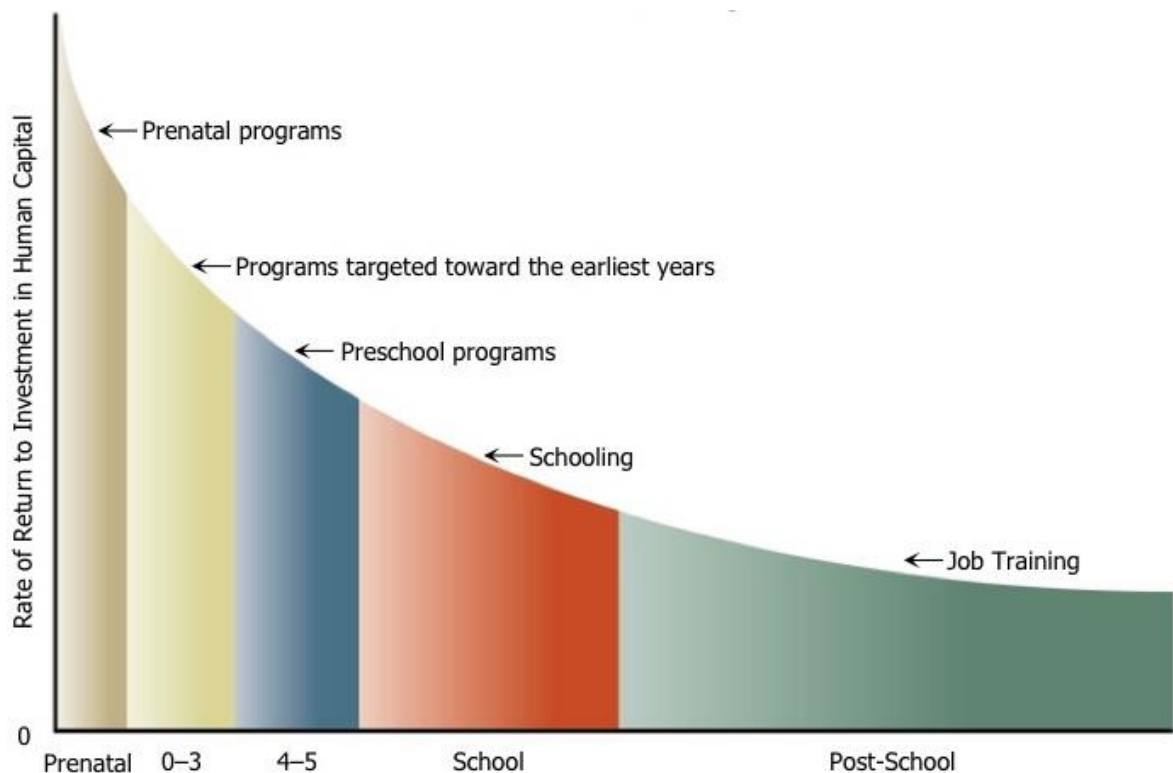 Rate of Return to Investment in Human Capital
Prenatal programs
Programs targeted toward the earliest years
Preschool programs
Schooling
Job Training
0
Prenatal
0–3
4–5
School
Post-School